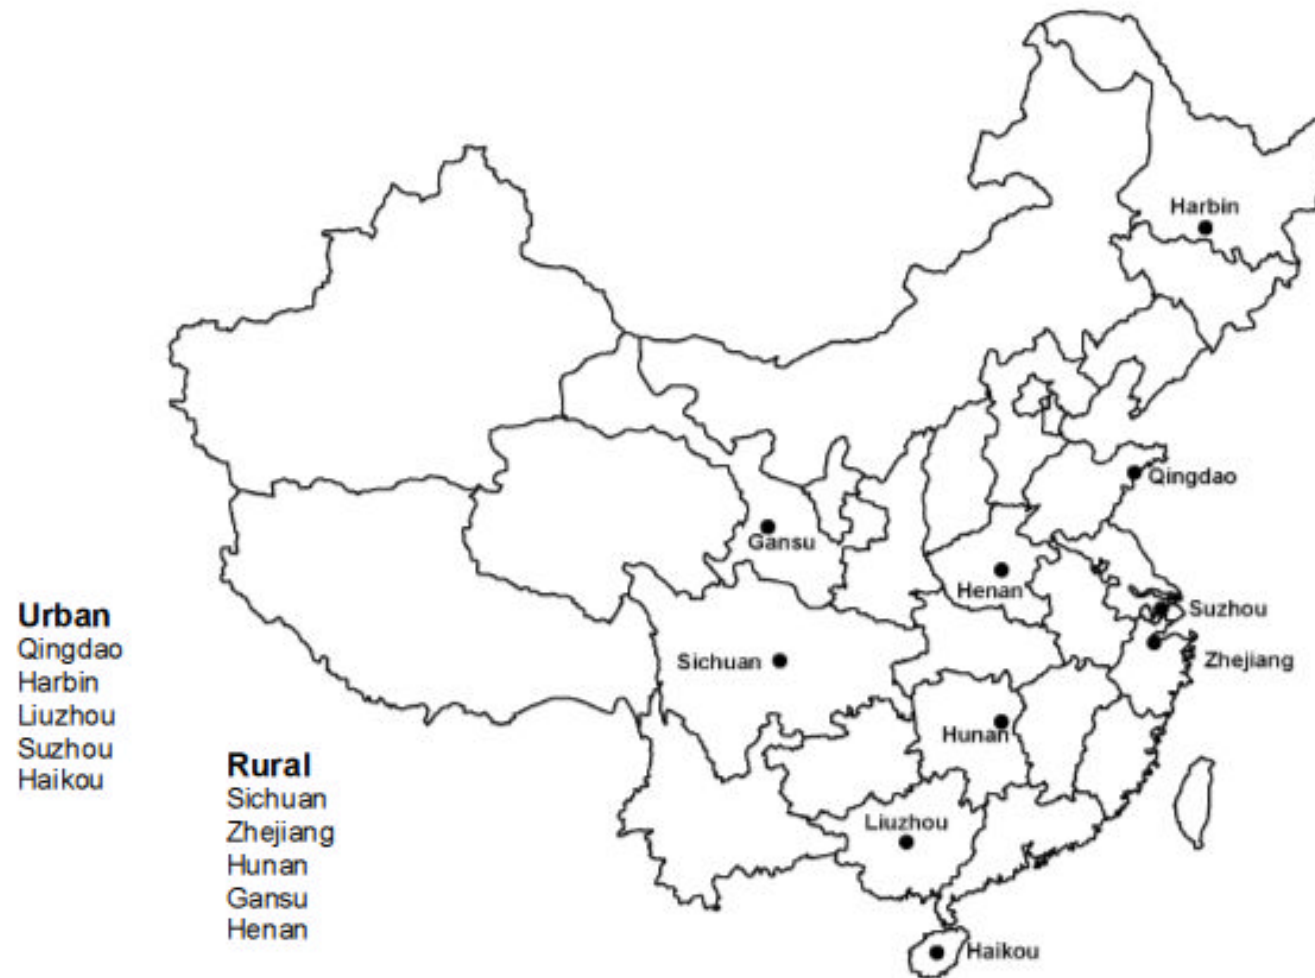 Harbin
Qingdao
Gansu
Henan
Suzhou
Sichuan
Zhejiang
Hunan
Liuzhou
Haikou
Urban
Qingdao
Harbin
Liuzhou
Suzhou
Haikou
Rural
Sichuan
Zhejiang
Hunan
Gansu
Henan